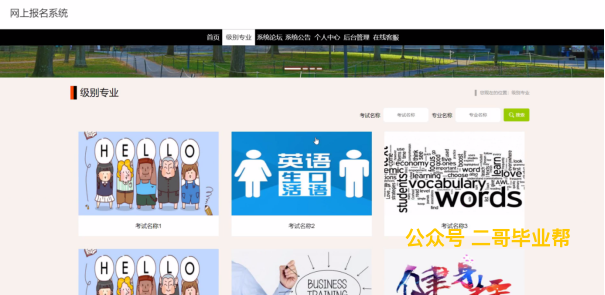 网上报名系统
首页 级别专业 系统论坛 系统公告 个人中心 后台管理 在线客服
级别专业
您现在的位置：级别专业
考试名称 考试名称 专业名称 专业名称 搜索
HELLO
英语
生口
落语
students
vocabulary
words
learning
learn
love
考试名称1 考试名称2 考试名称3
公众号 二哥毕业帮
HELLO
BUSINESS
TRAINING